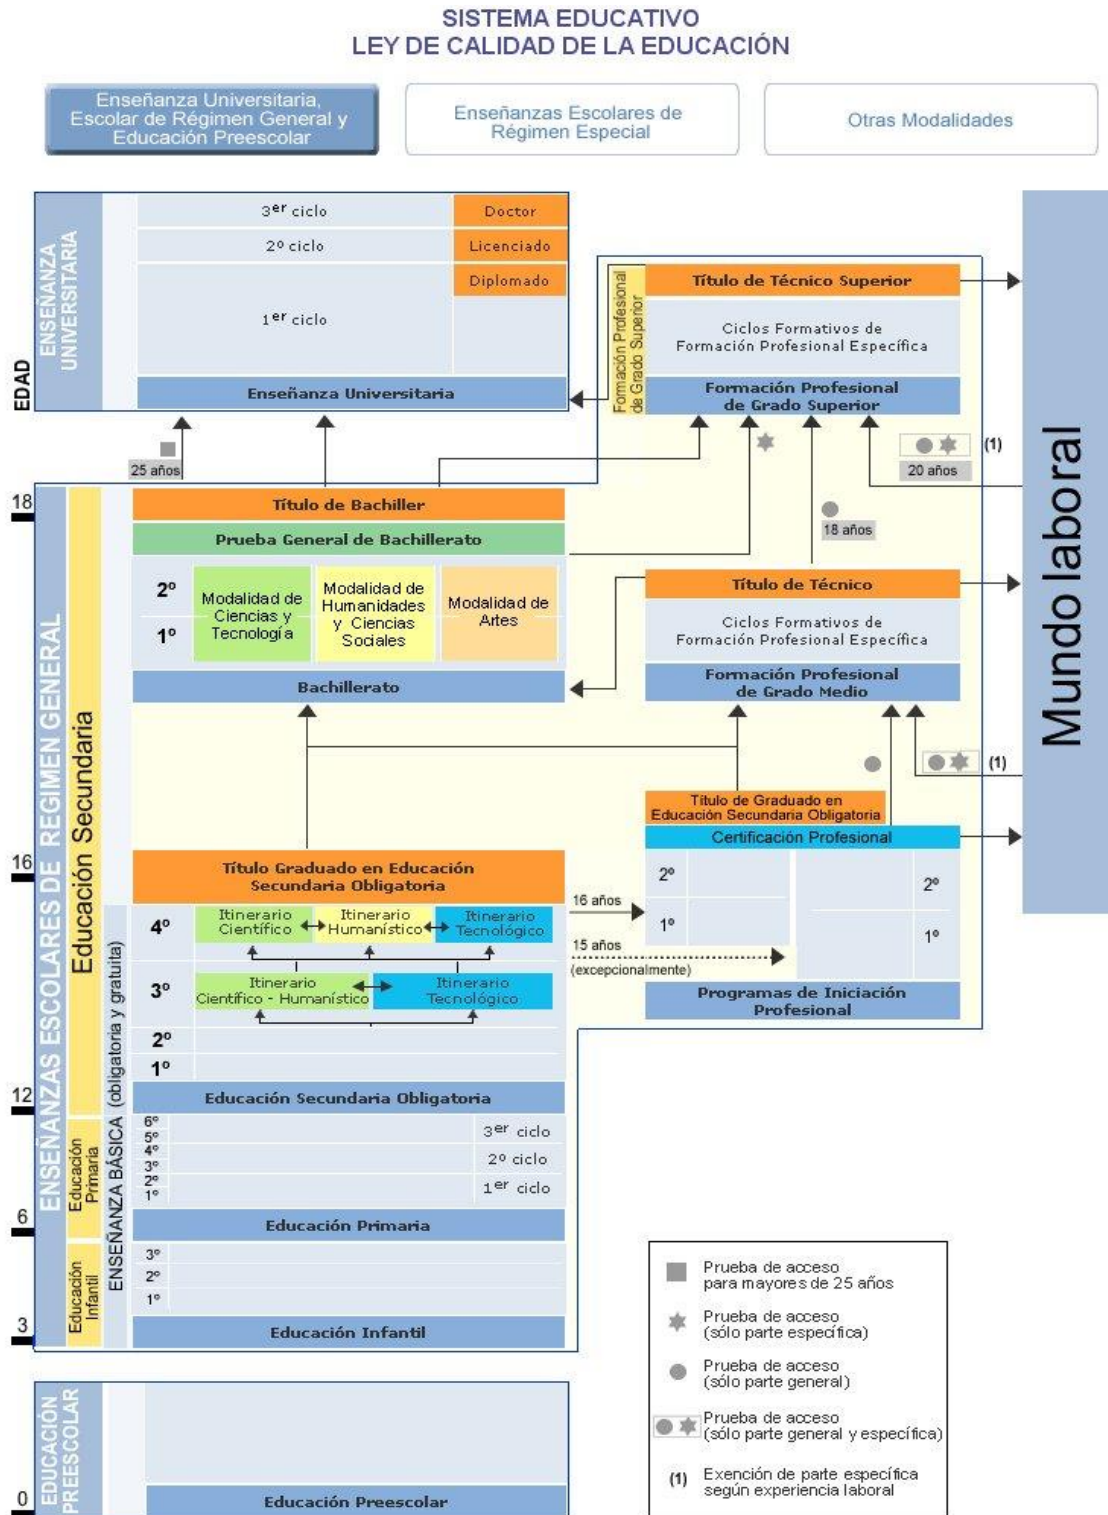 SISTEMA EDUCATIVO
LEY DE CALIDAD DE LA EDUCACIÓN
Enseñanza Universitaria,
Escolar de Régimen General y
Educación Preescolar
Enseñanzas Escolares de
Régimen Especial
Otras Modalidades
EDAD
ENSEÑANZA
UNIVERSITARIA
3er ciclo
Doctor
2º ciclo
Licenciado
Diplomado
1er ciclo
Enseñanza Universitaria
Formación Profesional
de Grado Superior
Título de Técnico Superior
Ciclos Formativos de
Formación Profesional Específica
Formación Profesional
de Grado Superior
Mundo laboral
25 años
(1)
20 años
18 años
18
ENSEÑANZAS ESCOLARES DE REGIMEN GENERAL
Educación Secundaria
Título de Bachiller
Prueba General de Bachillerato
2º
1º
Modalidad de
Ciencias y
Tecnología
Modalidad de
Humanidades
y Ciencias
Sociales
Modalidad de
Artes
Bachillerato
Título de Técnico
Ciclos Formativos de
Formación Profesional Específica
Formación Profesional
de Grado Medio
(1)
Título de Graduado en
Educación Secundaria Obligatoria
Certificación Profesional
2º
1º
2º
1º
Programas de Iniciación
Profesional
16 años
15 años
(excepcionalmente)
16
Título Graduado en Educación
Secundaria Obligatoria
ENSEÑANZA BÁSICA (obligatoria y gratuita)
4º
Itinerario
Científico
Itinerario
Humanístico
Itinerario
Tecnológico
3º
Itinerario
Científico - Humanístico
Itinerario
Tecnológico
2º
1º
12
Educación Secundaria Obligatoria
Educación
Primaria
6º
5º
4º
3º
2º
1º
3er ciclo
2º ciclo
1er ciclo
6
Educación Primaria
Educación
Infantil
3º
2º
1º
3
Educación Infantil
EDUCACIÓN
PREESCOLAR
0
Educación Preescolar
Prueba de acceso
para mayores de 25 años
Prueba de acceso
(sólo parte específica)
Prueba de acceso
(sólo parte general)
Prueba de acceso
(sólo parte general y específica)
(1) Exención de parte específica
según experiencia laboral